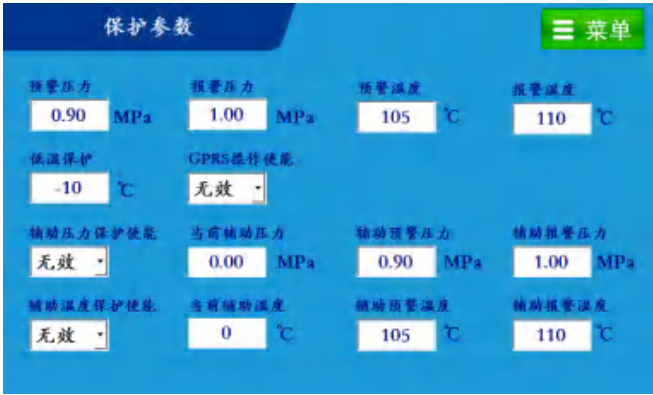 保护参数
菜单
预警压力 报警压力 预警温度 报警温度
0.90 MPa 1.00 MPa 105 ℃ 110 ℃
低温保护 GPRS操作使能
-10 ℃ 无效
辅助压力保护使能 当前辅助压力 辅助预警压力 辅助报警压力
无效 0.00 MPa 0.90 MPa 1.00 MPa
辅助温度保护使能 当前辅助温度 辅助预警温度 辅助报警温度
无效 0 ℃ 105 ℃ 110 ℃